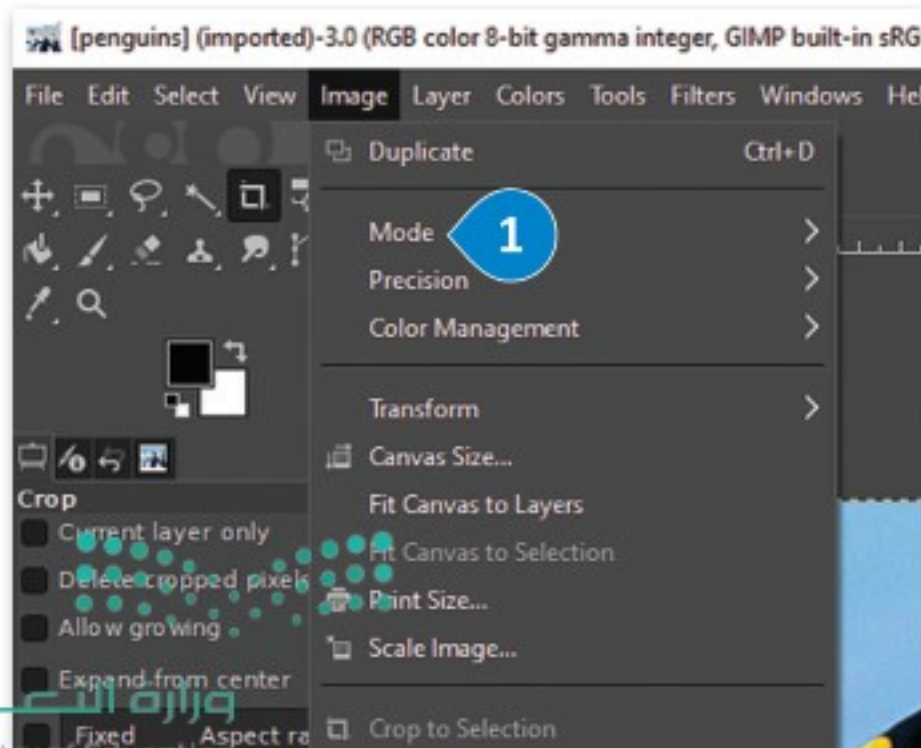 [penguins] (imported)-3.0 (RGB color 8-bit gamma integer, GIMP built-in sRG
File Edit Select View Image Layer Colors Tools Filters Windows Hel
Duplicate Ctrl+D
Mode 1
Precision
Color Management
Transform
Canvas Size...
Fit Canvas to Layers
Fit Canvas to Selection
Print Size...
Scale Image...
Crop to Selection
Crop
Current layer only
Delete cropped pixels
Allow growing
Expand from center
Fixed Aspect ra
وزارة التـ